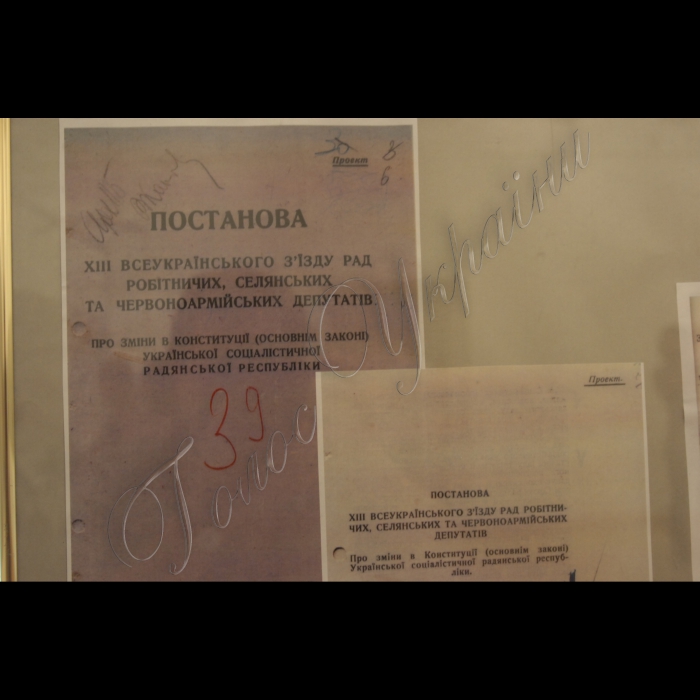 Проект
8
6
ПОСТАНОВА
XIII ВСЕУКРАЇНСЬКОГО З'ЇЗДУ РАД
РОБІТНИЧИХ, СЕЛЯНСЬКИХ
ТА ЧЕРВОНОАРМІЙСЬКИХ ДЕПУТАТІВ
ПРО ЗМІНИ В КОНСТИТУЦІЇ (ОСНОВНІМ ЗАКОНІ)
УКРАЇНСЬКОЇ СОЦІАЛІСТИЧНОЇ
РАДЯНСЬКОЇ РЕСПУБЛІКИ
39
Проект.
ПОСТАНОВА
XIII ВСЕУКРАЇНСЬКОГО З'ЇЗДУ РАД РОБІТНИ-
ЧИХ, СЕЛЯНСЬКИХ ТА ЧЕРВОНОАРМІЙСЬКИХ
ДЕПУТАТІВ
Про зміни в Конституції (основнім законі)
Української соціялістичної радянської респуб-
ліки.
Голос України